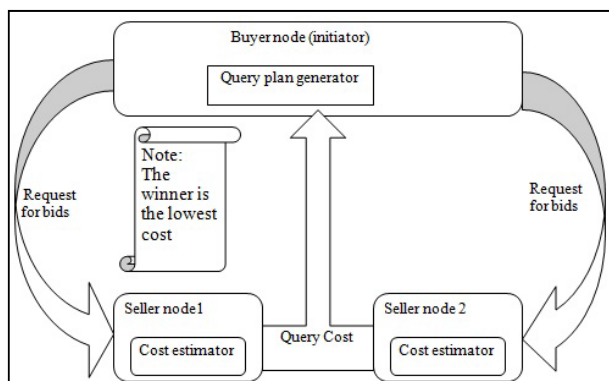 Buyer node (initiator)
Query plan generator
Note:
The
winner is
the lowest
cost
Request
for bids
Request
for bids
Seller node1
Cost estimator
Query Cost
Seller node 2
Cost estimator